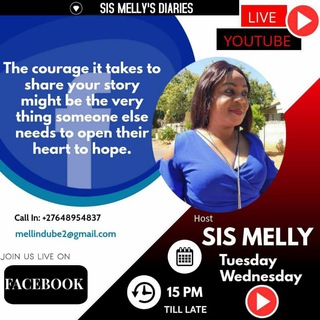 SIS MELLY'S DIARIES
LIVE
YOUTUBE
The courage it takes to
share your story
might be the very
thing someone else
needs to open their
heart to hope.
Call In: +27648954837
mellindube2@gmail.com
Host
SIS MELLY
Tuesday
Wednesday
JOIN US LIVE ON
FACEBOOK
15 PM
TILL LATE